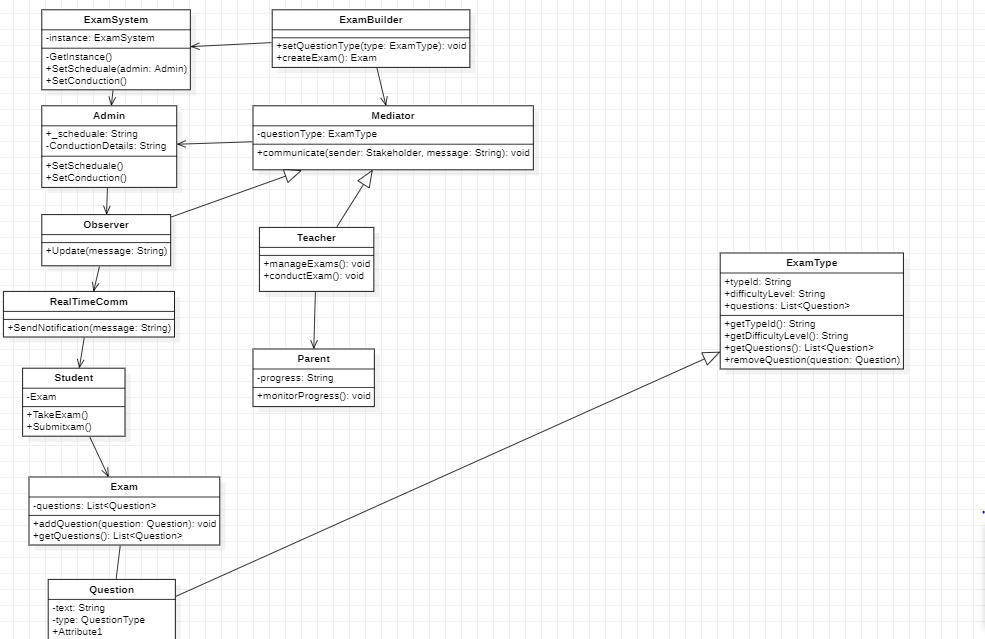 ExamSystem
-instance: ExamSystem
-GetInstance()
+SetScheduale(admin: Admin)
+SetConduction()
ExamBuilder
+setQuestionType(type: ExamType): void
+createExam(): Exam
Admin
+_scheduale: String
-ConductionDetails: String
+SetScheduale()
+SetConduction()
Mediator
-questionType: ExamType
+communicate(sender: Stakeholder, message: String): void
Observer
+Update(message: String)
Teacher
+manageExams(): void
+conductExam(): void
ExamType
+typeId: String
+difficultyLevel: String
+questions: List<Question>
+getTypeId(): String
+getDifficultyLevel(): String
+getQuestions(): List<Question>
+removeQuestion(question: Question)
RealTimeComm
+SendNotification(message: String)
Parent
-progress: String
+monitorProgress(): void
Student
-Exam
+TakeExam()
+Submitxam()
Exam
-questions: List<Question>
+addQuestion(question: Question): void
+getQuestions(): List<Question>
Question
-text: String
-type: QuestionType
+Attribute1